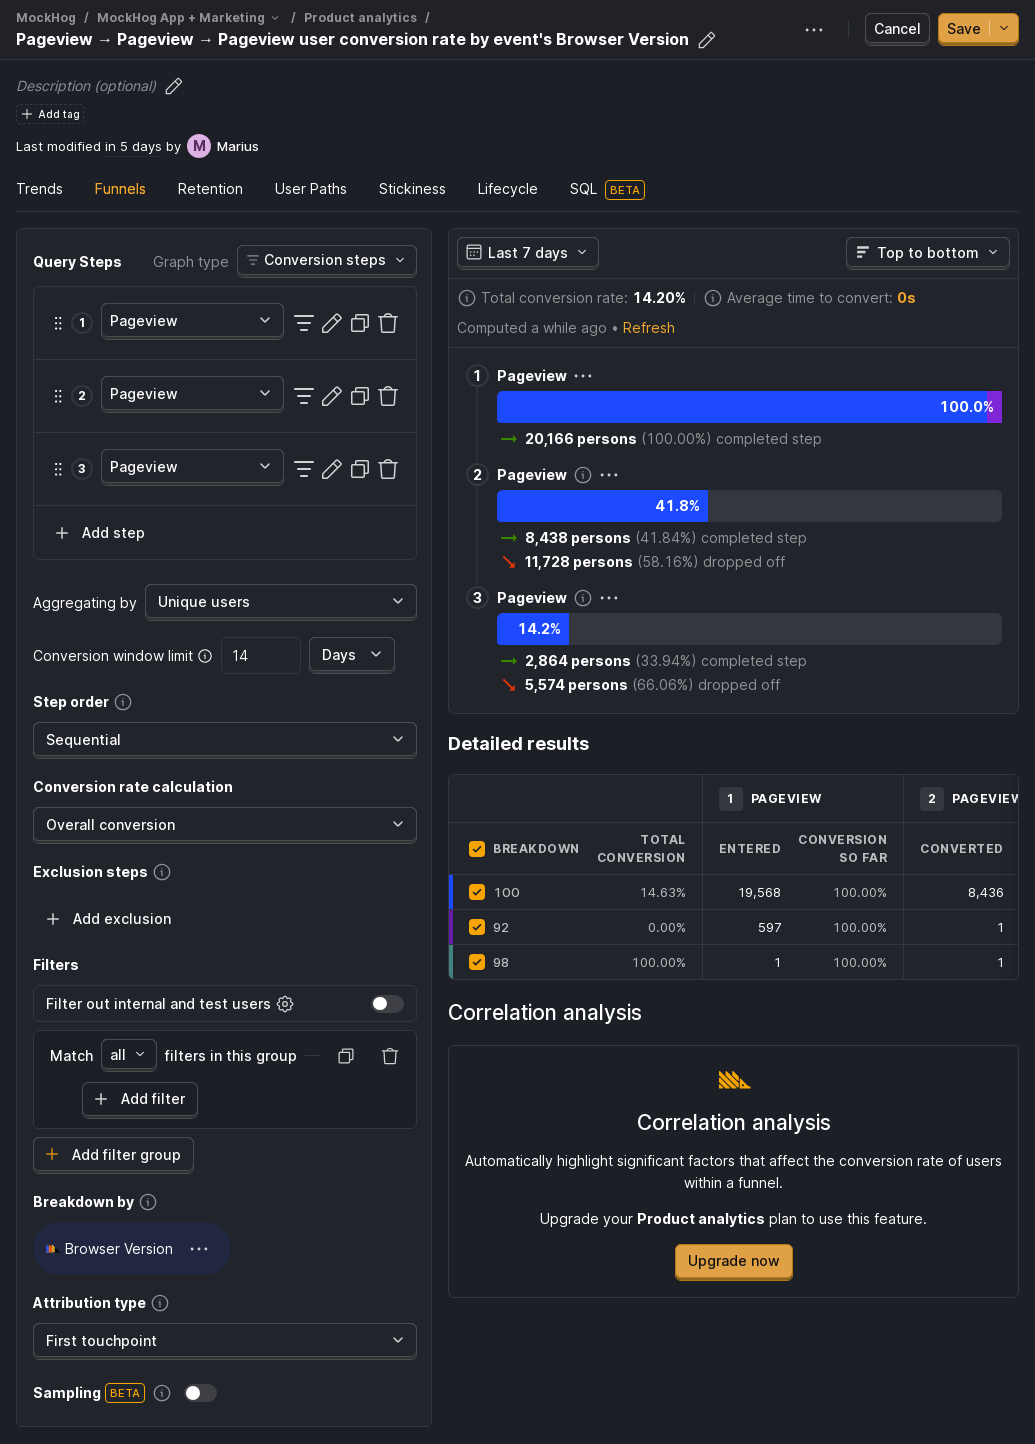 MockHog / MockHog App + Marketing / Product analytics /
Pageview → Pageview → Pageview user conversion rate by event's Browser Version
Cancel
Save
Description (optional)
Add tag
Last modified in 5 days by M Marius
Trends Funnels Retention User Paths Stickiness Lifecycle SQL BETA
Query Steps
Graph type
Conversion steps
1 Pageview
2 Pageview
3 Pageview
Add step
Aggregating by Unique users
Conversion window limit 14 Days
Step order
Sequential
Conversion rate calculation
Overall conversion
Exclusion steps
Add exclusion
Filters
Filter out internal and test users
Match all filters in this group
Add filter
Add filter group
Breakdown by
Browser Version
Attribution type
First touchpoint
Sampling BETA
Last 7 days
Top to bottom
Total conversion rate: 14.20% Average time to convert: 0s
Computed a while ago • Refresh
1 Pageview
100.0%
20,166 persons (100.00%) completed step
2 Pageview
41.8%
8,438 persons (41.84%) completed step
11,728 persons (58.16%) dropped off
3 Pageview
14.2%
2,864 persons (33.94%) completed step
5,574 persons (66.06%) dropped off
Detailed results
1 PAGEVIEW 2 PAGEVIEW
BREAKDOWN TOTAL CONVERSION ENTERED CONVERSION SO FAR CONVERTED
100 14.63% 19,568 100.00% 8,436
92 0.00% 597 100.00% 1
98 100.00% 1 100.00% 1
Correlation analysis
Correlation analysis
Automatically highlight significant factors that affect the conversion rate of users
within a funnel.
Upgrade your Product analytics plan to use this feature.
Upgrade now